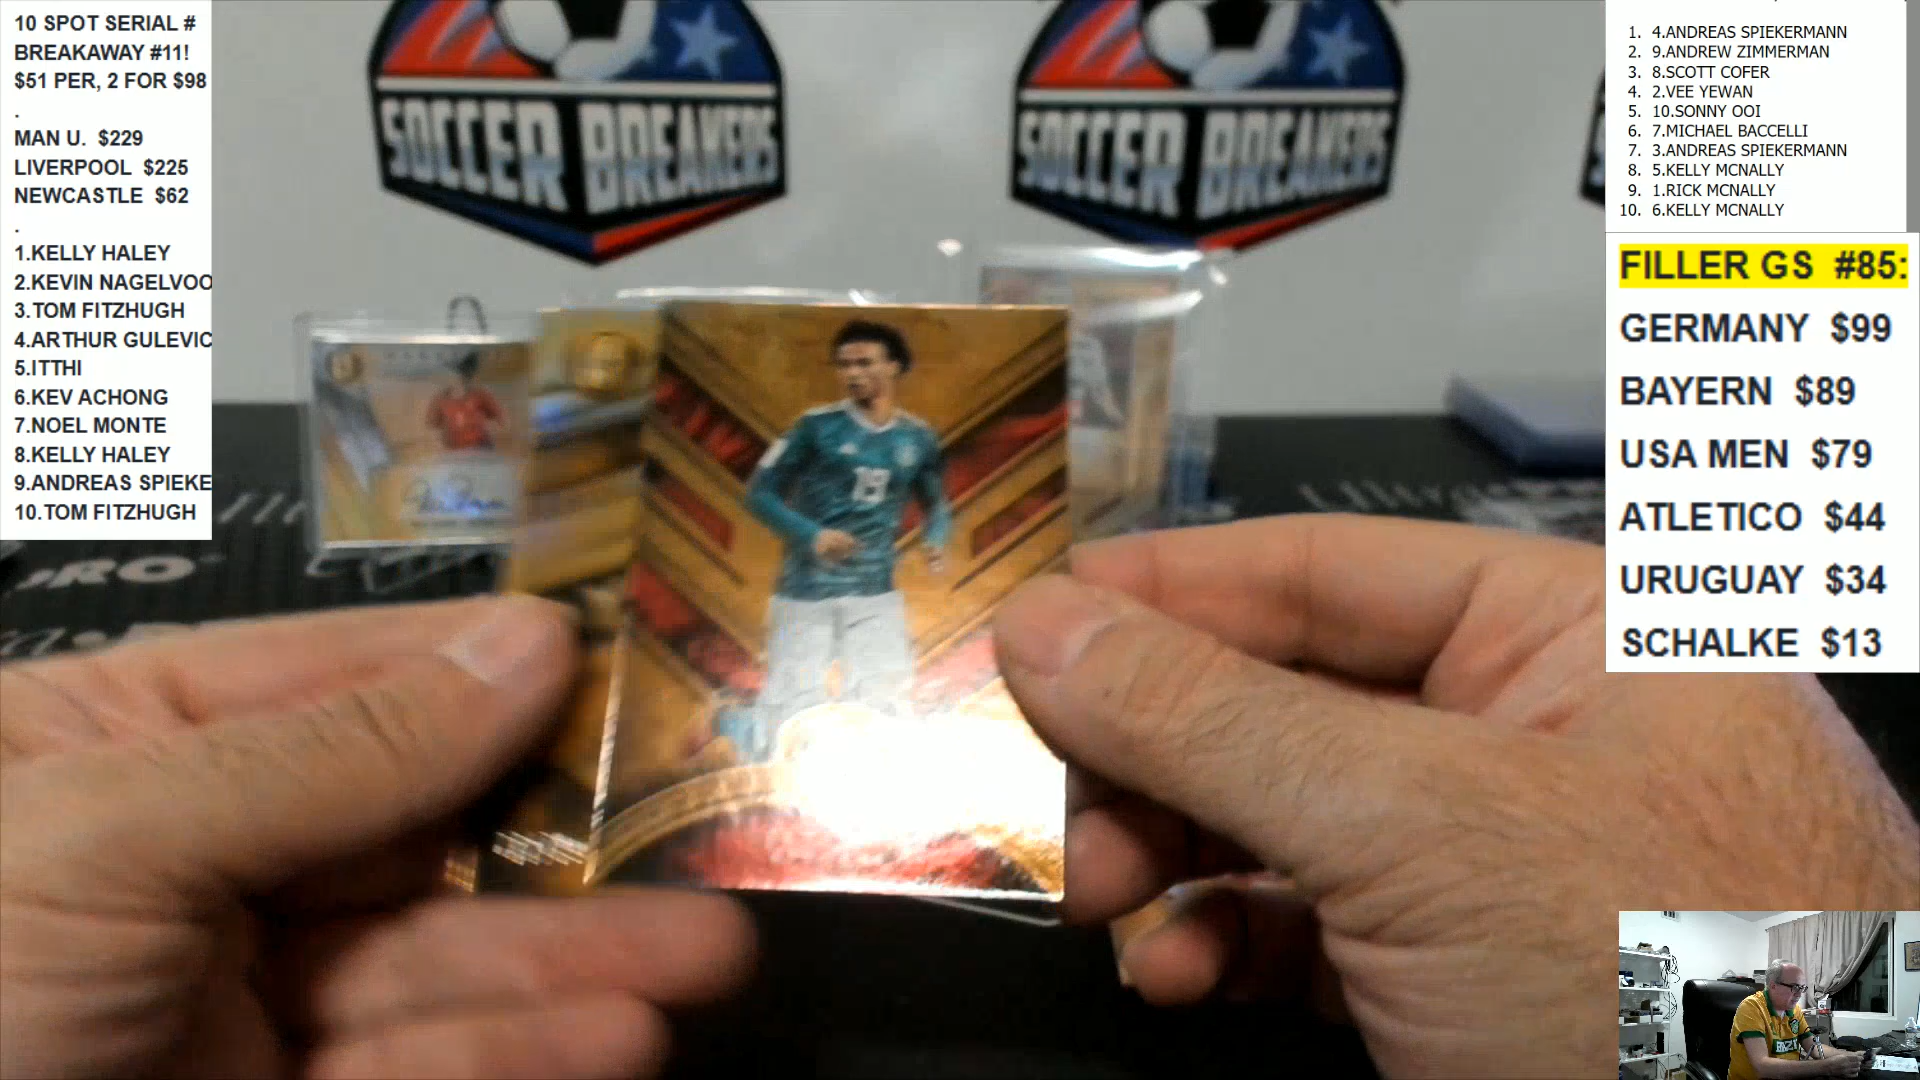 10 SPOT SERIAL #
BREAKAWAY #11!
$51 PER, 2 FOR $98
.
MAN U. $229
LIVERPOOL $225
NEWCASTLE $62
.
1.KELLY HALEY
2.KEVIN NAGELVOO
3.TOM FITZHUGH
4.ARTHUR GULEVIC
5.ITTHI
6.KEV ACHONG
7.NOEL MONTE
8.KELLY HALEY
9.ANDREAS SPIEKE
10.TOM FITZHUGH
SOCCER BREAKERS
SOCCER BREAKERS
19
1. 4.ANDREAS SPIEKERMANN
2. 9.ANDREW ZIMMERMAN
3. 8.SCOTT COFER
4. 2.VEE YEWAN
5. 10.SONNY OOI
6. 7.MICHAEL BACCELLI
7. 3.ANDREAS SPIEKERMANN
8. 5.KELLY MCNALLY
9. 1.RICK MCNALLY
10. 6.KELLY MCNALLY
FILLER GS #85:
GERMANY $99
BAYERN $89
USA MEN $79
ATLETICO $44
URUGUAY $34
SCHALKE $13